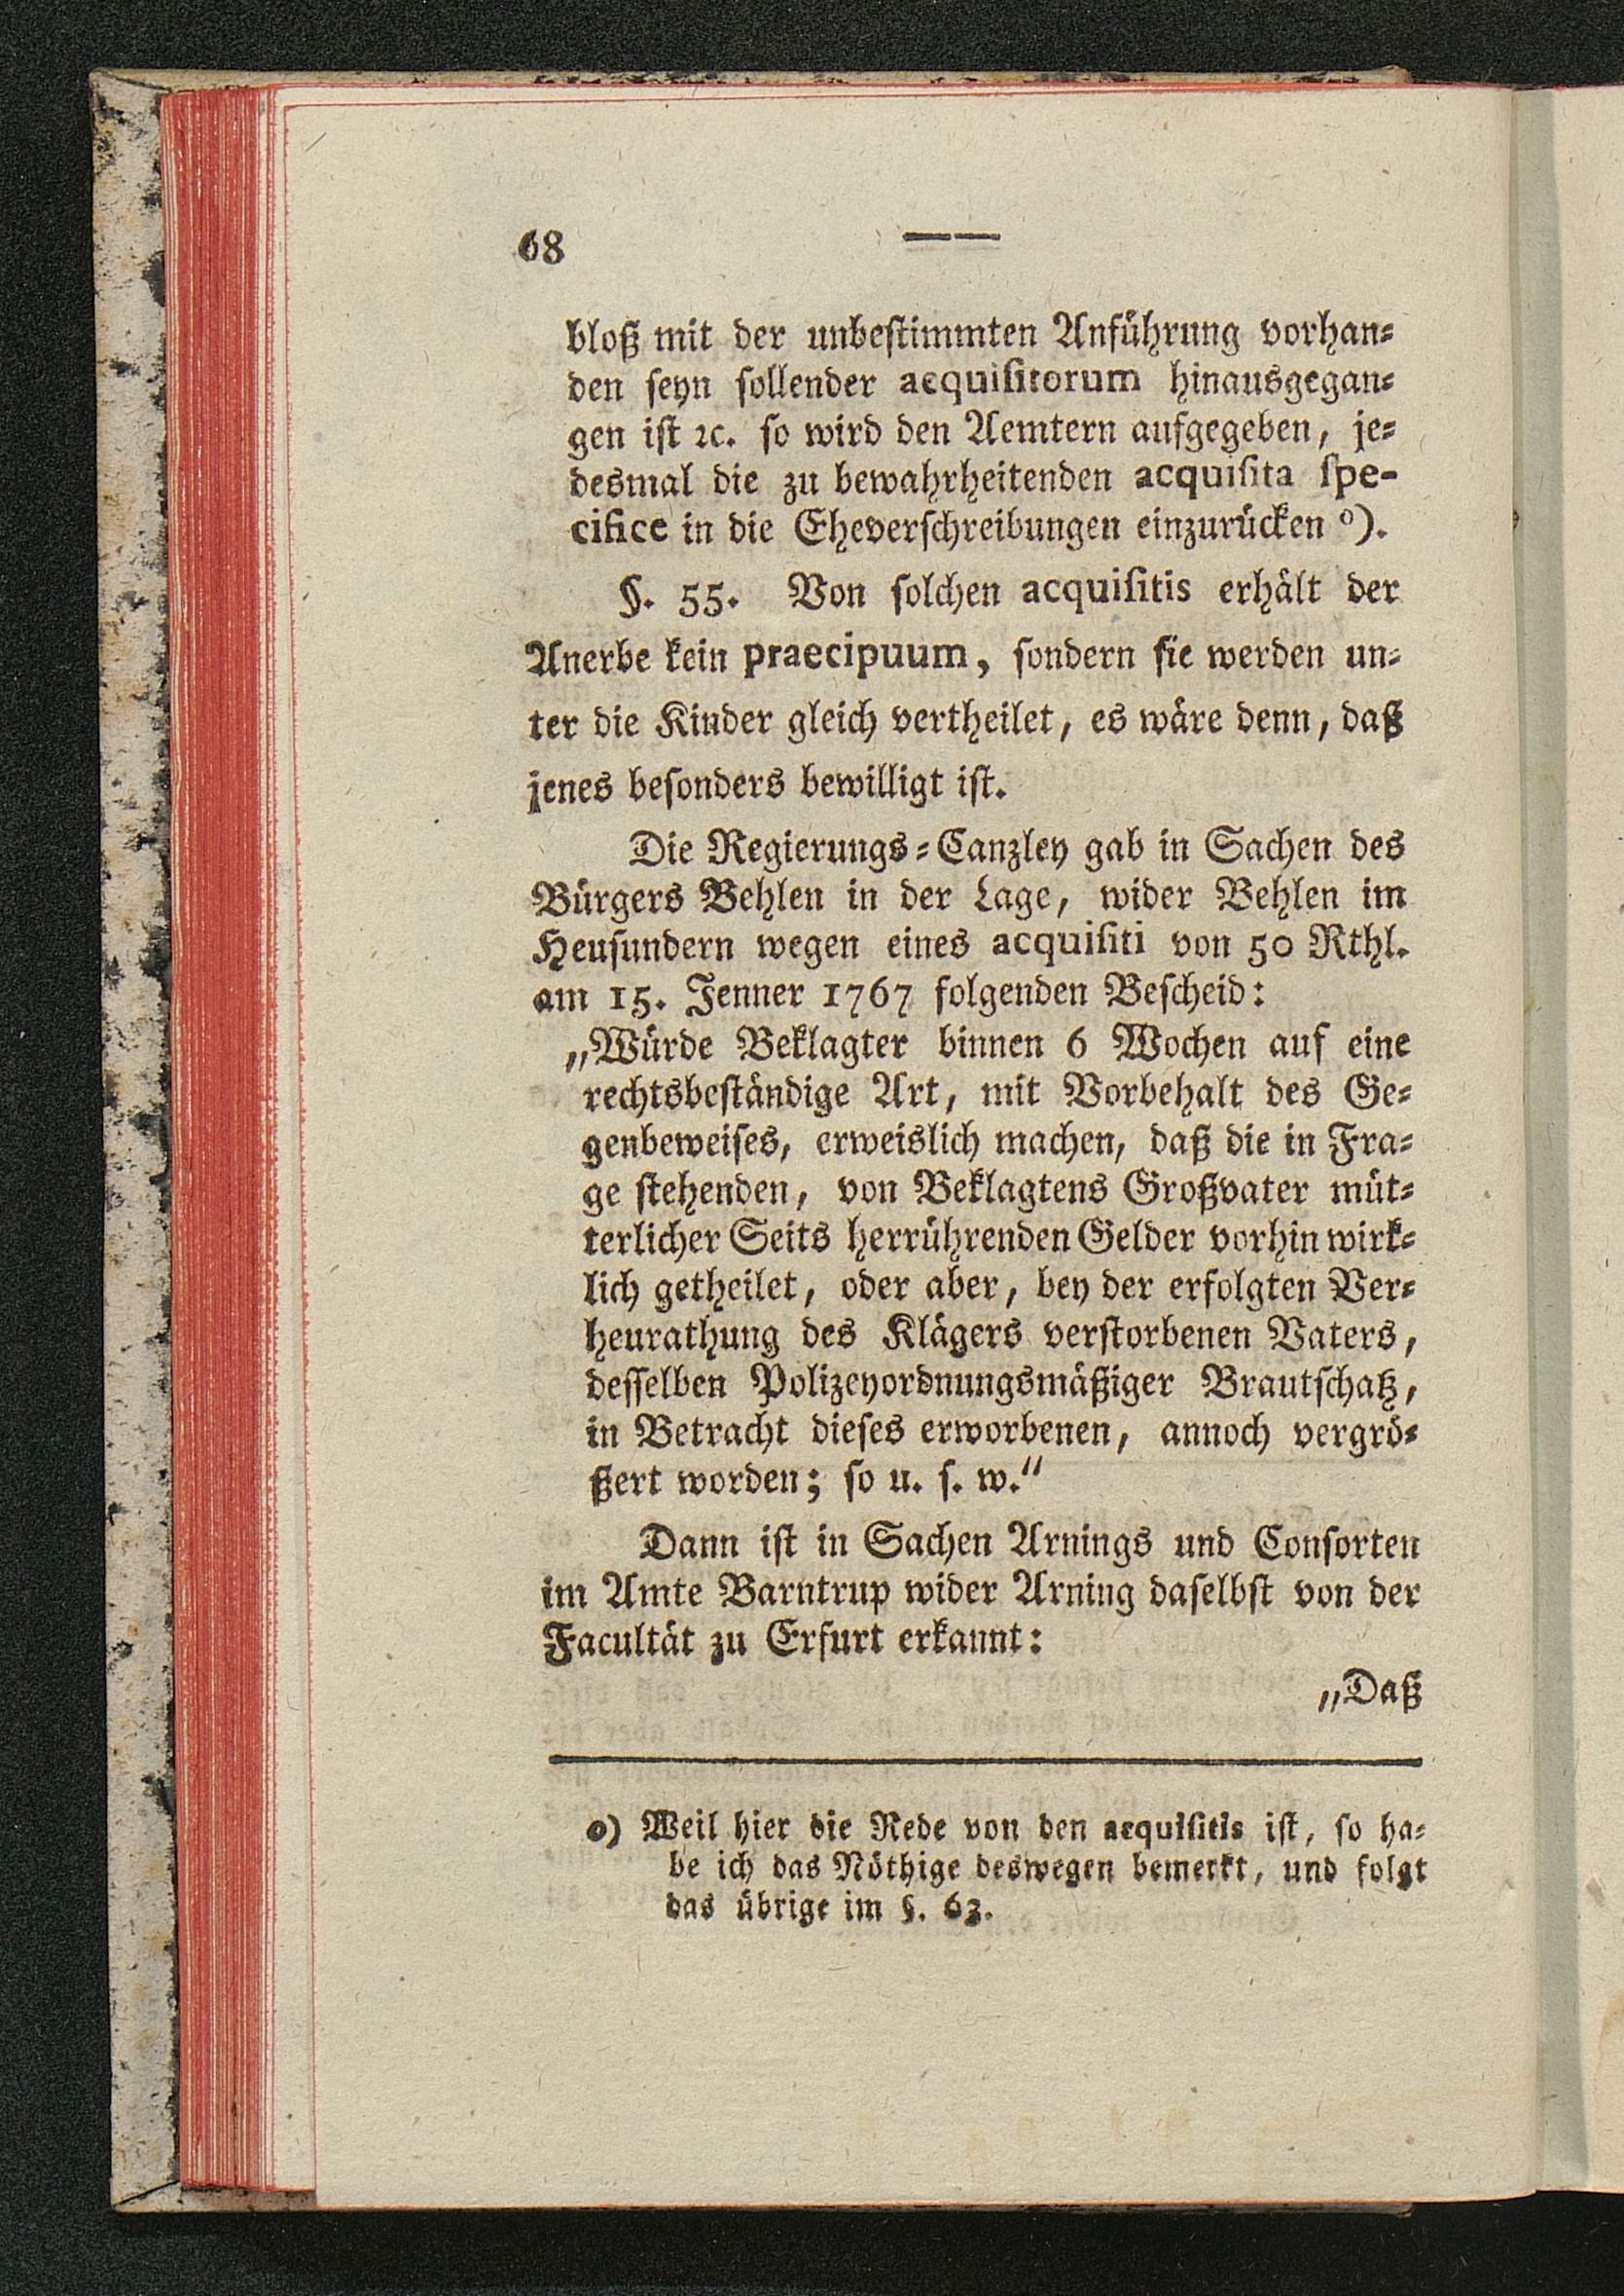 68 — —
bloß mit der unbestimmten Anführung vorhan⸗
den seyn sollender acquisitorum hinausgegan⸗
gen ist ꝛc. so wird den Aemtern aufgegeben, je⸗
desmal die zu bewahrheitenden acquisita spe-
cifice in die Eheverschreibungen einzurücken o).
§. 55. Von solchen acquisitis erhält der
Anerbe kein praecipuum, sondern sie werden un⸗
ter die Kinder gleich vertheilet, es wäre denn, daß
jenes besonders bewilligt ist.
Die Regierungs⸗Canzley gab in Sachen des
Bürgers Behlen in der Lage, wider Behlen im
Heusundern wegen eines acquisiti von 50 Rthl.
am 15. Jenner 1767 folgenden Bescheid:
„Würde Beklagter binnen 6 Wochen auf eine
rechtsbeständige Art, mit Vorbehalt des Ge⸗
genbeweises, erweislich machen, daß die in Fra⸗
ge stehenden, von Beklagtens Großvater müt⸗
terlicher Seits herrührenden Gelder vorhin wirk⸗
lich getheilet, oder aber, bey der erfolgten Ver⸗
heurathung des Klägers verstorbenen Vaters,
desselben Polizeyordnungsmäßiger Brautschatz,
in Betracht dieses erworbenen, annoch vergrö⸗
ßert worden; so u. s. w.“
Dann ist in Sachen Arnings und Consorten
im Amte Barntrup wider Arning daselbst von der
Facultät zu Erfurt erkannt:
„Daß
o) Weil hier die Rede von den acquisitis ist, so ha⸗
be ich das Nöthige deswegen bemerkt, und folgt
das übrige im §. 63.